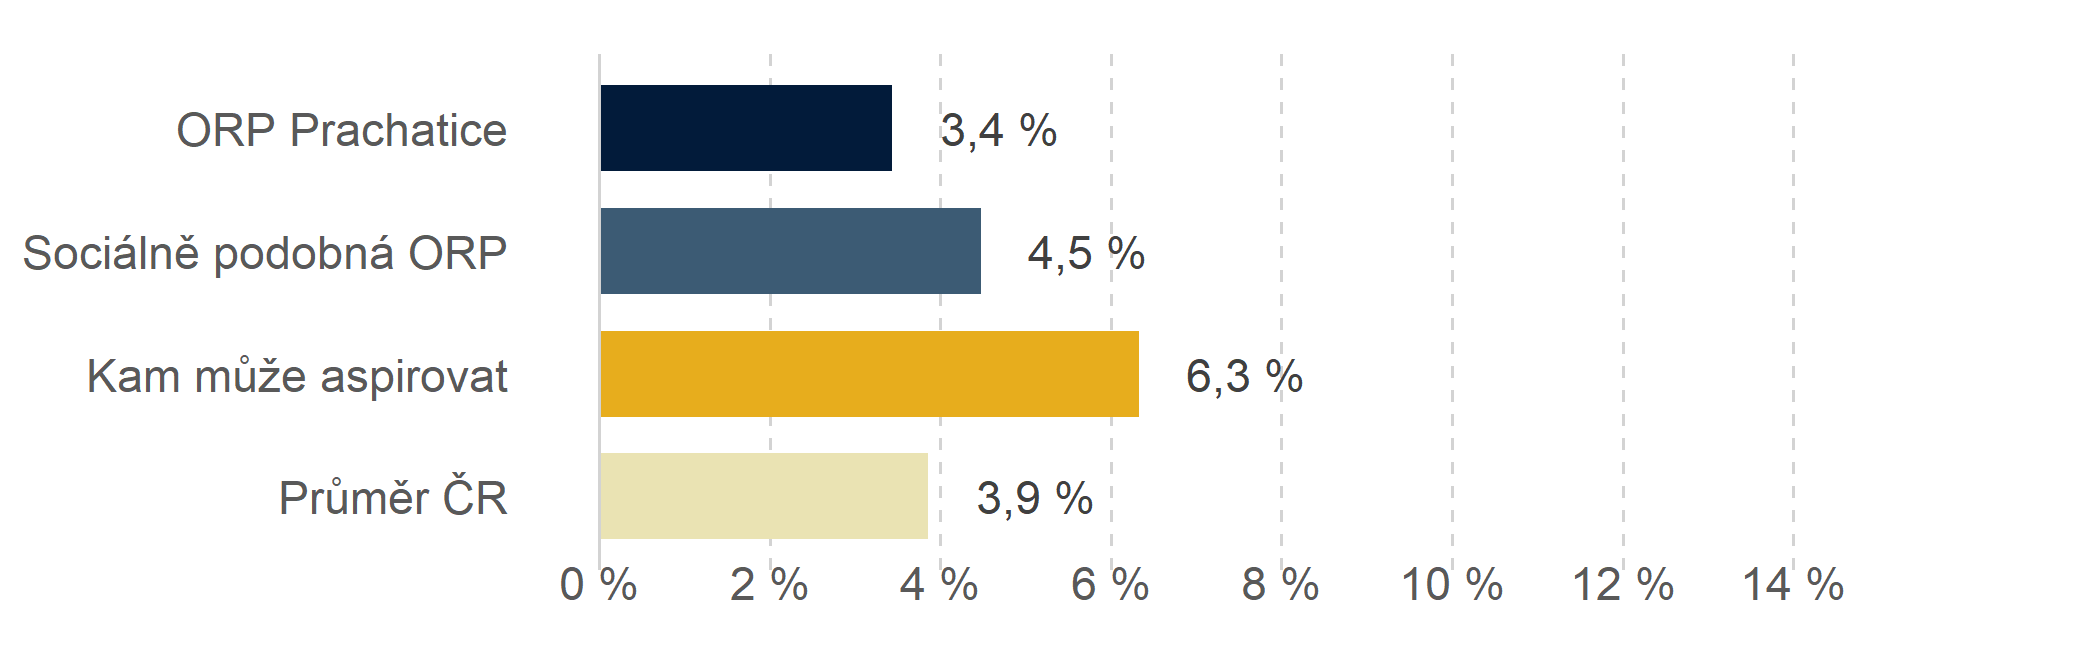 ORP Prachatice
3,4 %
Sociálně podobná ORP
4,5 %
Kam může aspirovat
6,3 %
Průměr ČR
3,9 %
0 % 2 % 4 % 6 % 8 % 10 % 12 % 14 %